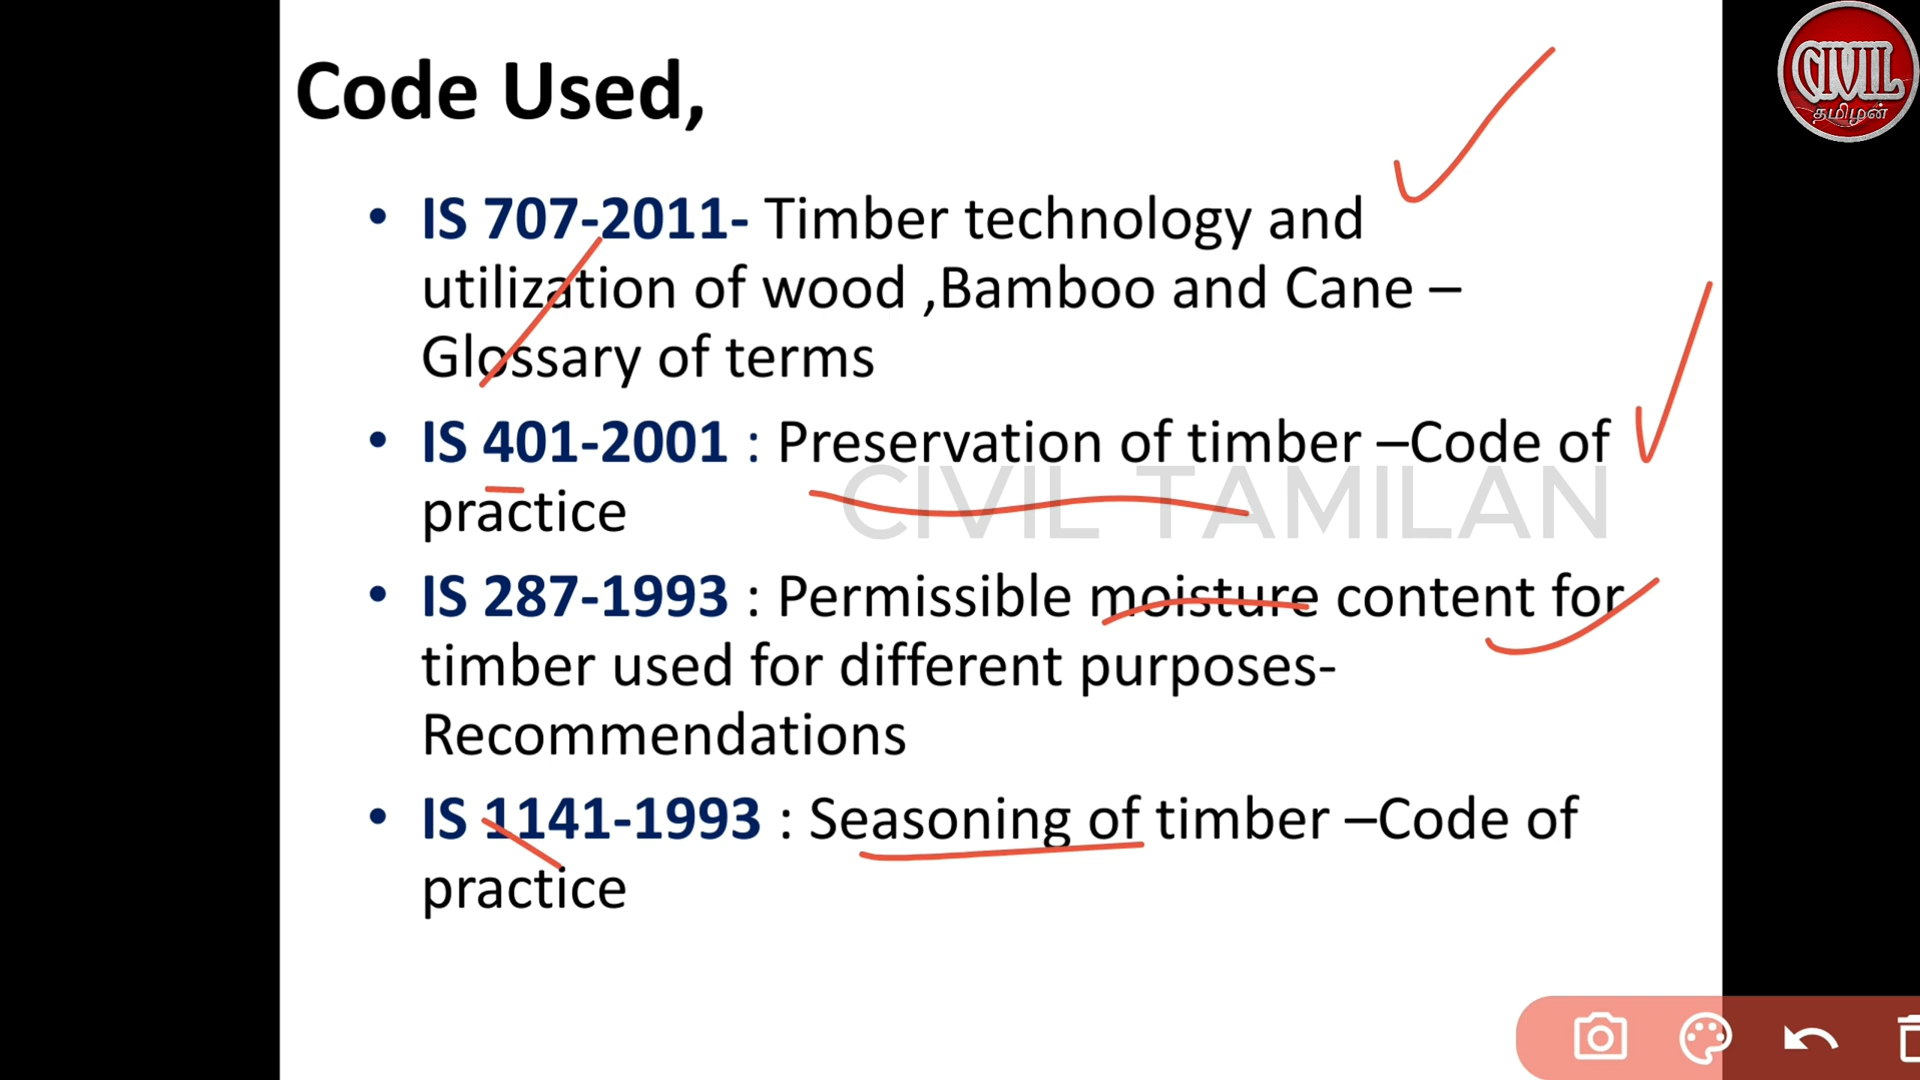 CIVIL
தமிழன்
Code Used,
• IS 707-2011- Timber technology and
utilization of wood ,Bamboo and Cane –
Glossary of terms
• IS 401-2001 : Preservation of timber –Code of
practice
CIVIL TAMILAN
• IS 287-1993 : Permissible moisture content for
timber used for different purposes-
Recommendations
• IS 1141-1993 : Seasoning of timber –Code of
practice